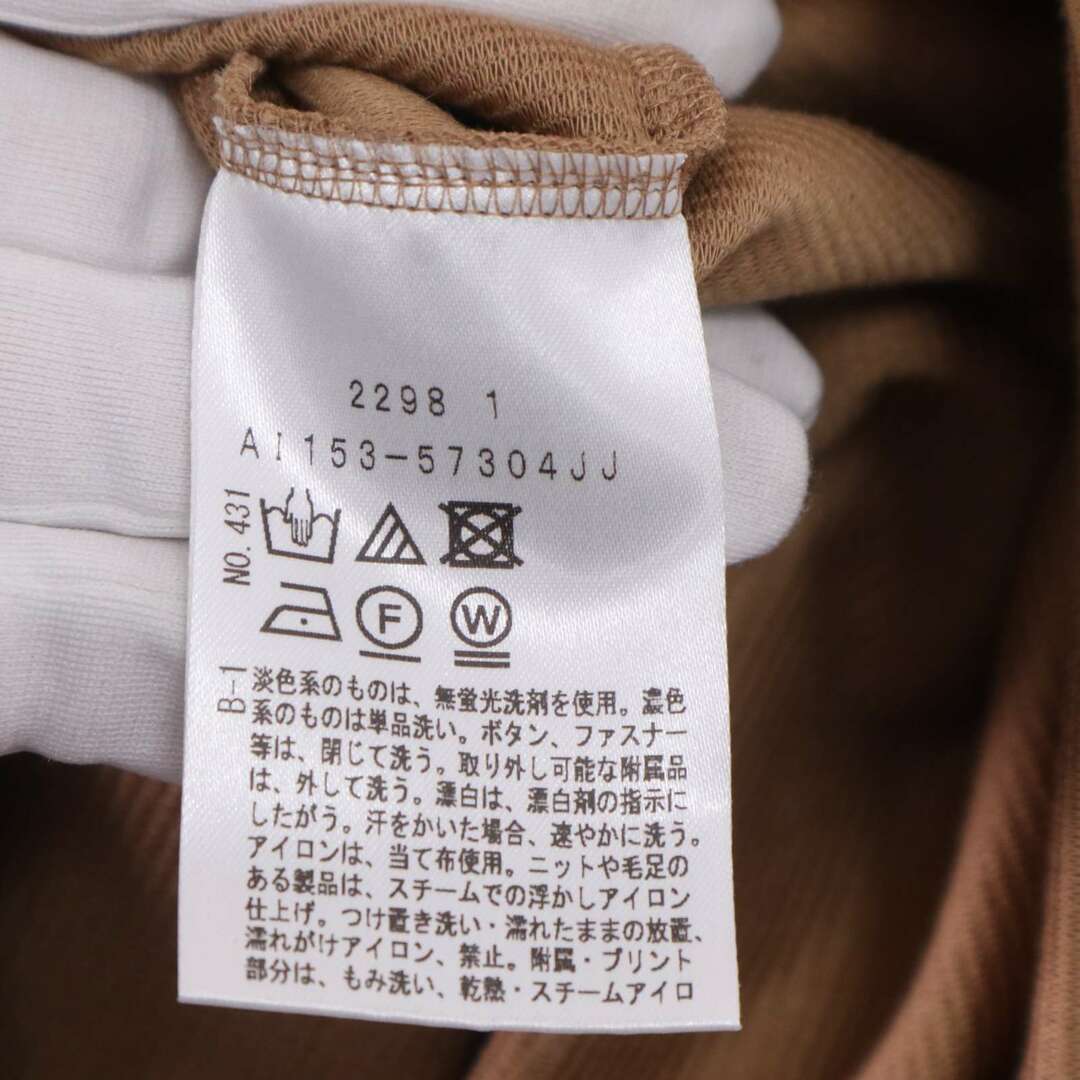 2298 1
AI153-57304JJ
NO. 431
F W
B-1
淡色系のものは、無蛍光洗剤を使用。濃色
系のものは単品洗い。ボタン、ファスナー
等は、閉じて洗う。取り外し可能な附属品
は、外して洗う。漂白は、漂白剤の指示に
したがう。汗をかいた場合、速やかに洗う。
アイロンは、当て布使用。ニットや毛足の
ある製品は、スチームでの浮かしアイロン
仕上げ。つけ置き洗い・濡れたままの放置、
濡れがけアイロン、禁止。附属・プリント
部分は、もみ洗い、乾熱・スチームアイロ